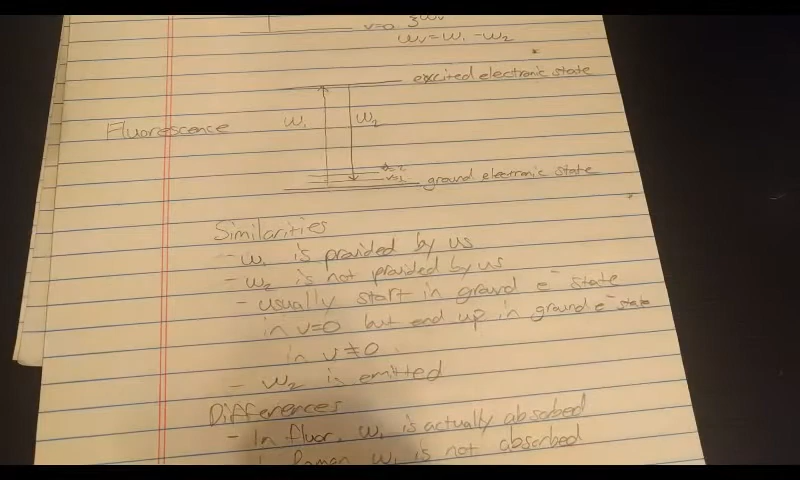 v=0
ωv = ω1 - ω2
excited electronic state
Fluorescence
ω1
ω2
v=2
v=1
ground electronic state
Similarities
- ω1 is provided by us
- ω2 is not provided by us
- usually start in ground e⁻ state
in v=0 but end up in ground e⁻ state
in v≠0.
- ω2 is emitted
Differences
- In fluor. ω1 is actually absorbed
Raman ω1 is not absorbed